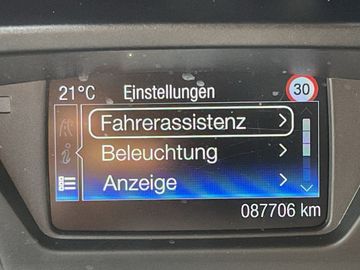 21°C Einstellungen 30
Fahrerassistenz
Beleuchtung
Anzeige
087706 km